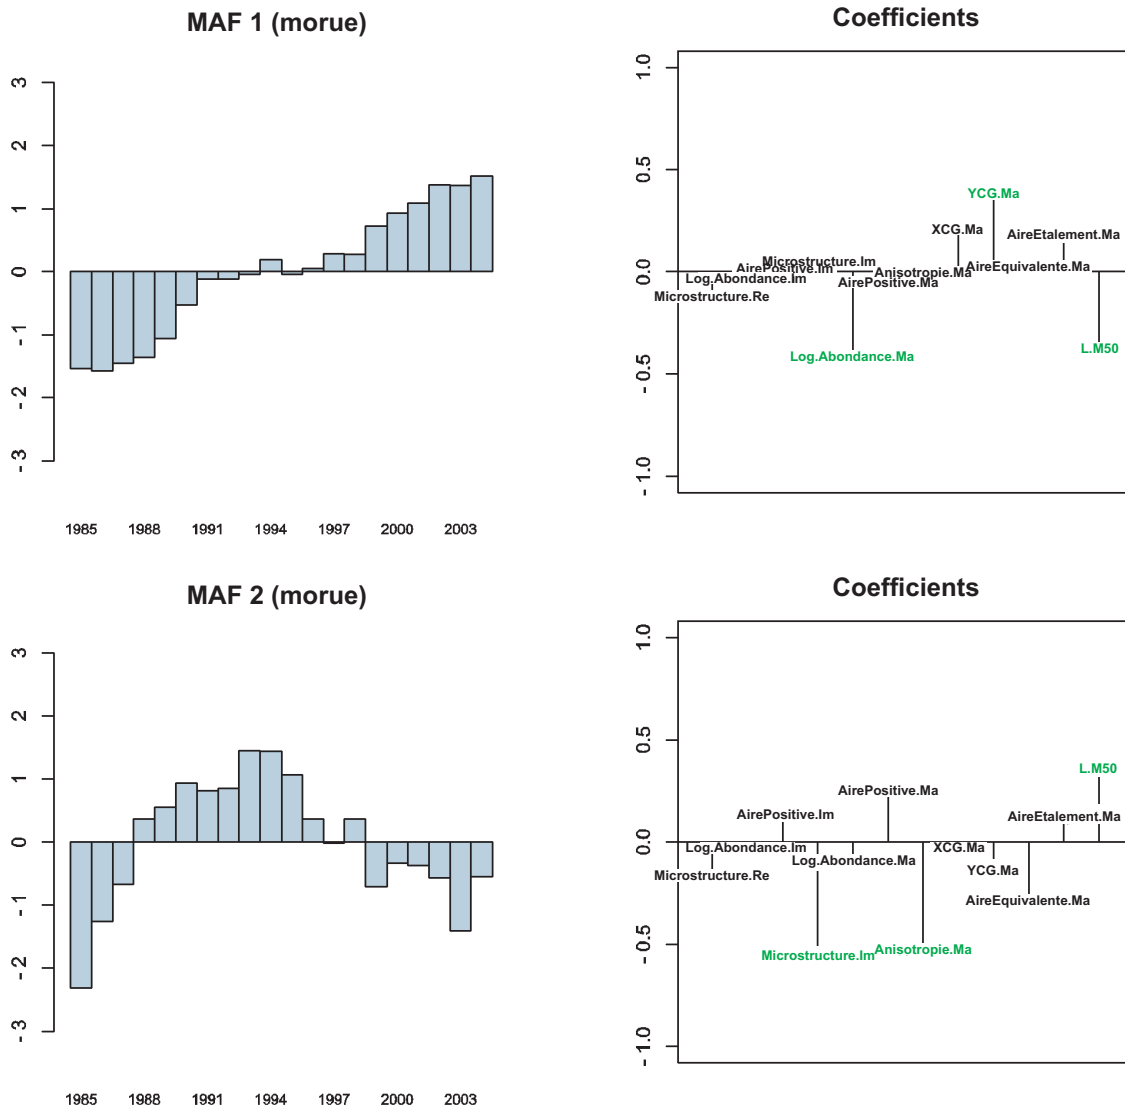 MAF 1 (morue)
3
2
1
0
- 1
- 2
- 3
1985 1988 1991 1994 1997 2000 2003
Coefficients
1.0
0.5
0.0
- 0.5
- 1.0
YCG.Ma
XCG.Ma
AireEtalement.Ma
Microstructure.Im
AirePositive.Im
AireEquivalente.Ma
Anisotropie.Ma
Log.Abondance.Im
AirePositive.Ma
Microstructure.Re
Log.Abondance.Ma
L.M50
MAF 2 (morue)
3
2
1
0
- 1
- 2
- 3
1985 1988 1991 1994 1997 2000 2003
Coefficients
1.0
0.5
0.0
- 0.5
- 1.0
L.M50
AirePositive.Ma
AirePositive.Im
AireEtalement.Ma
Log.Abondance.Im
XCG.Ma
Log.Abondance.Ma
YCG.Ma
Microstructure.Re
AireEquivalente.Ma
Anisotropie.Ma
Microstructure.Im